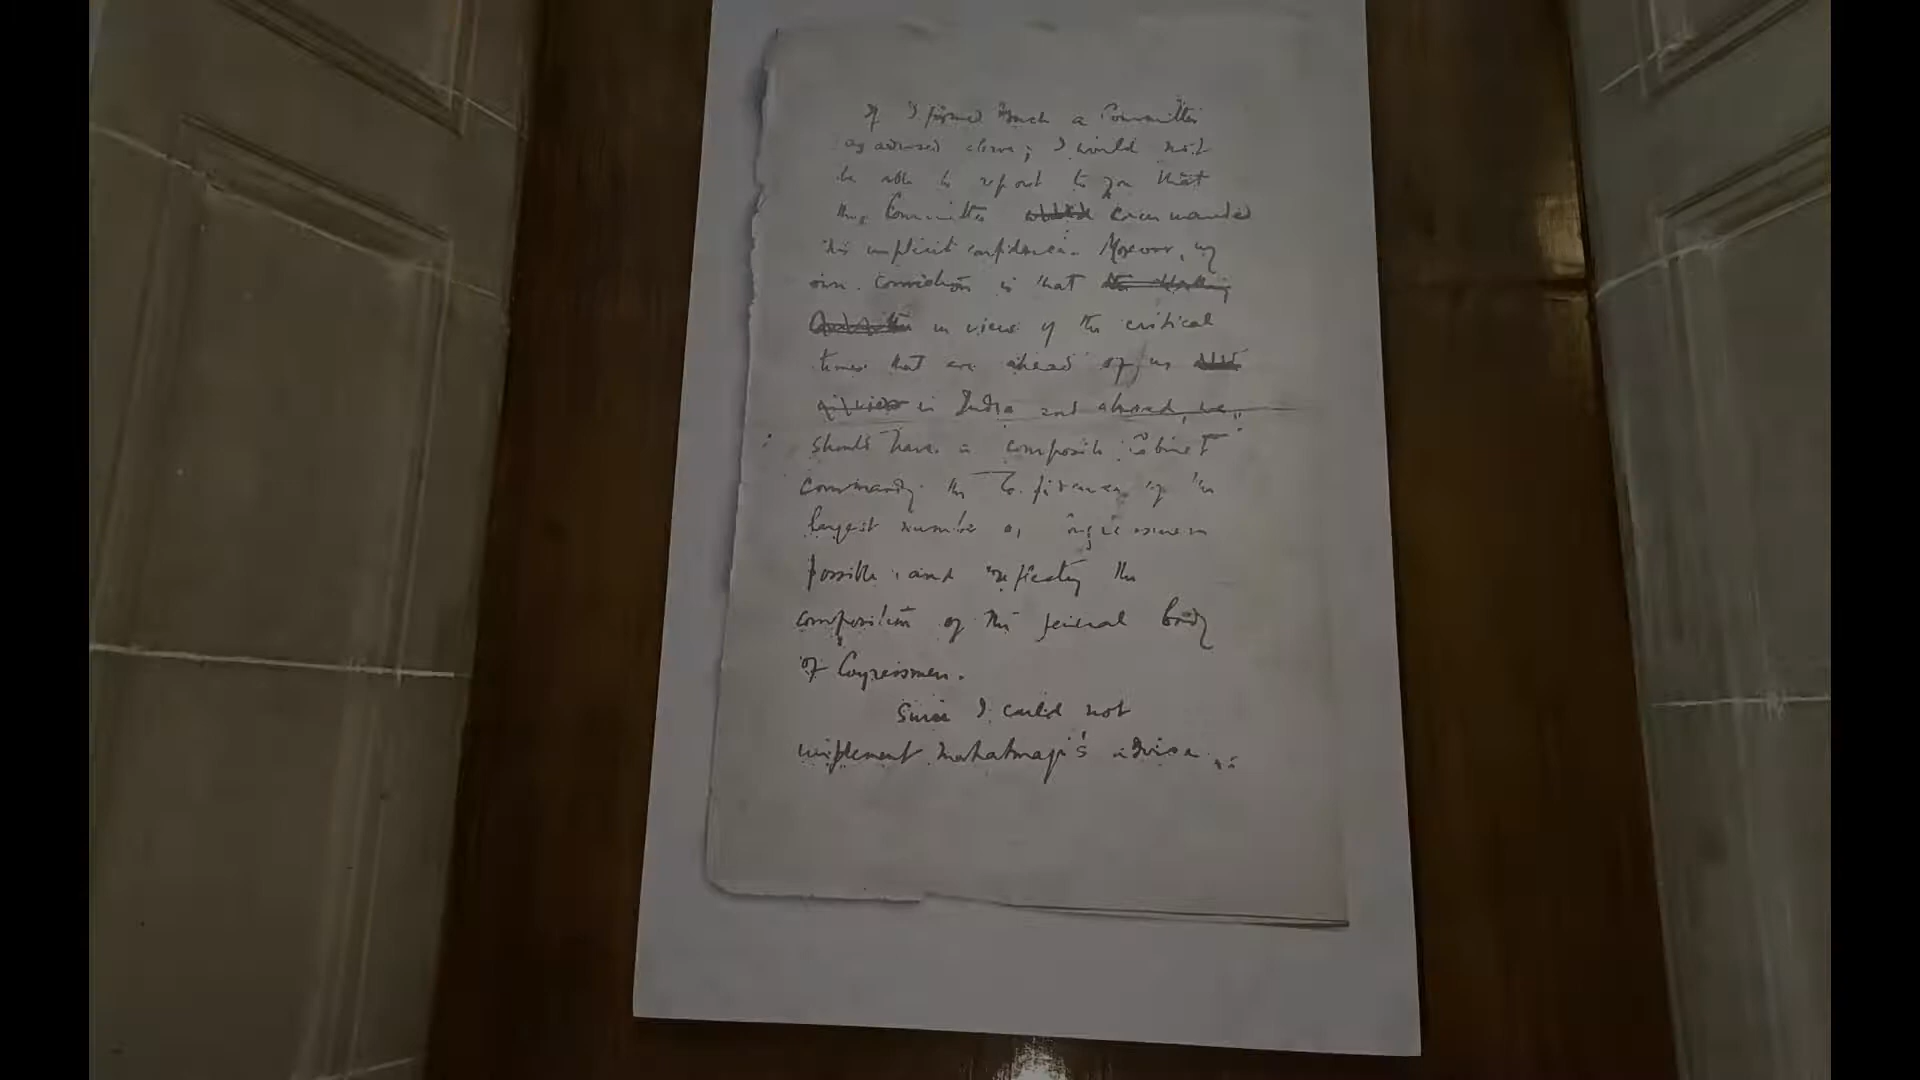 If I formed such a Committee
as advised above, I would not
be able to report to you that
the Committee commanded
his implicit confidence. Moreover, my
own conviction is that
in view of the critical
times that are ahead of us
in India and abroad, we
should have a composite Cabinet
commanding the confidence of the
largest number of Congressmen
possible and reflecting the
composition of the general body
of Congressmen.
Since I could not
implement Mahatmaji's advice